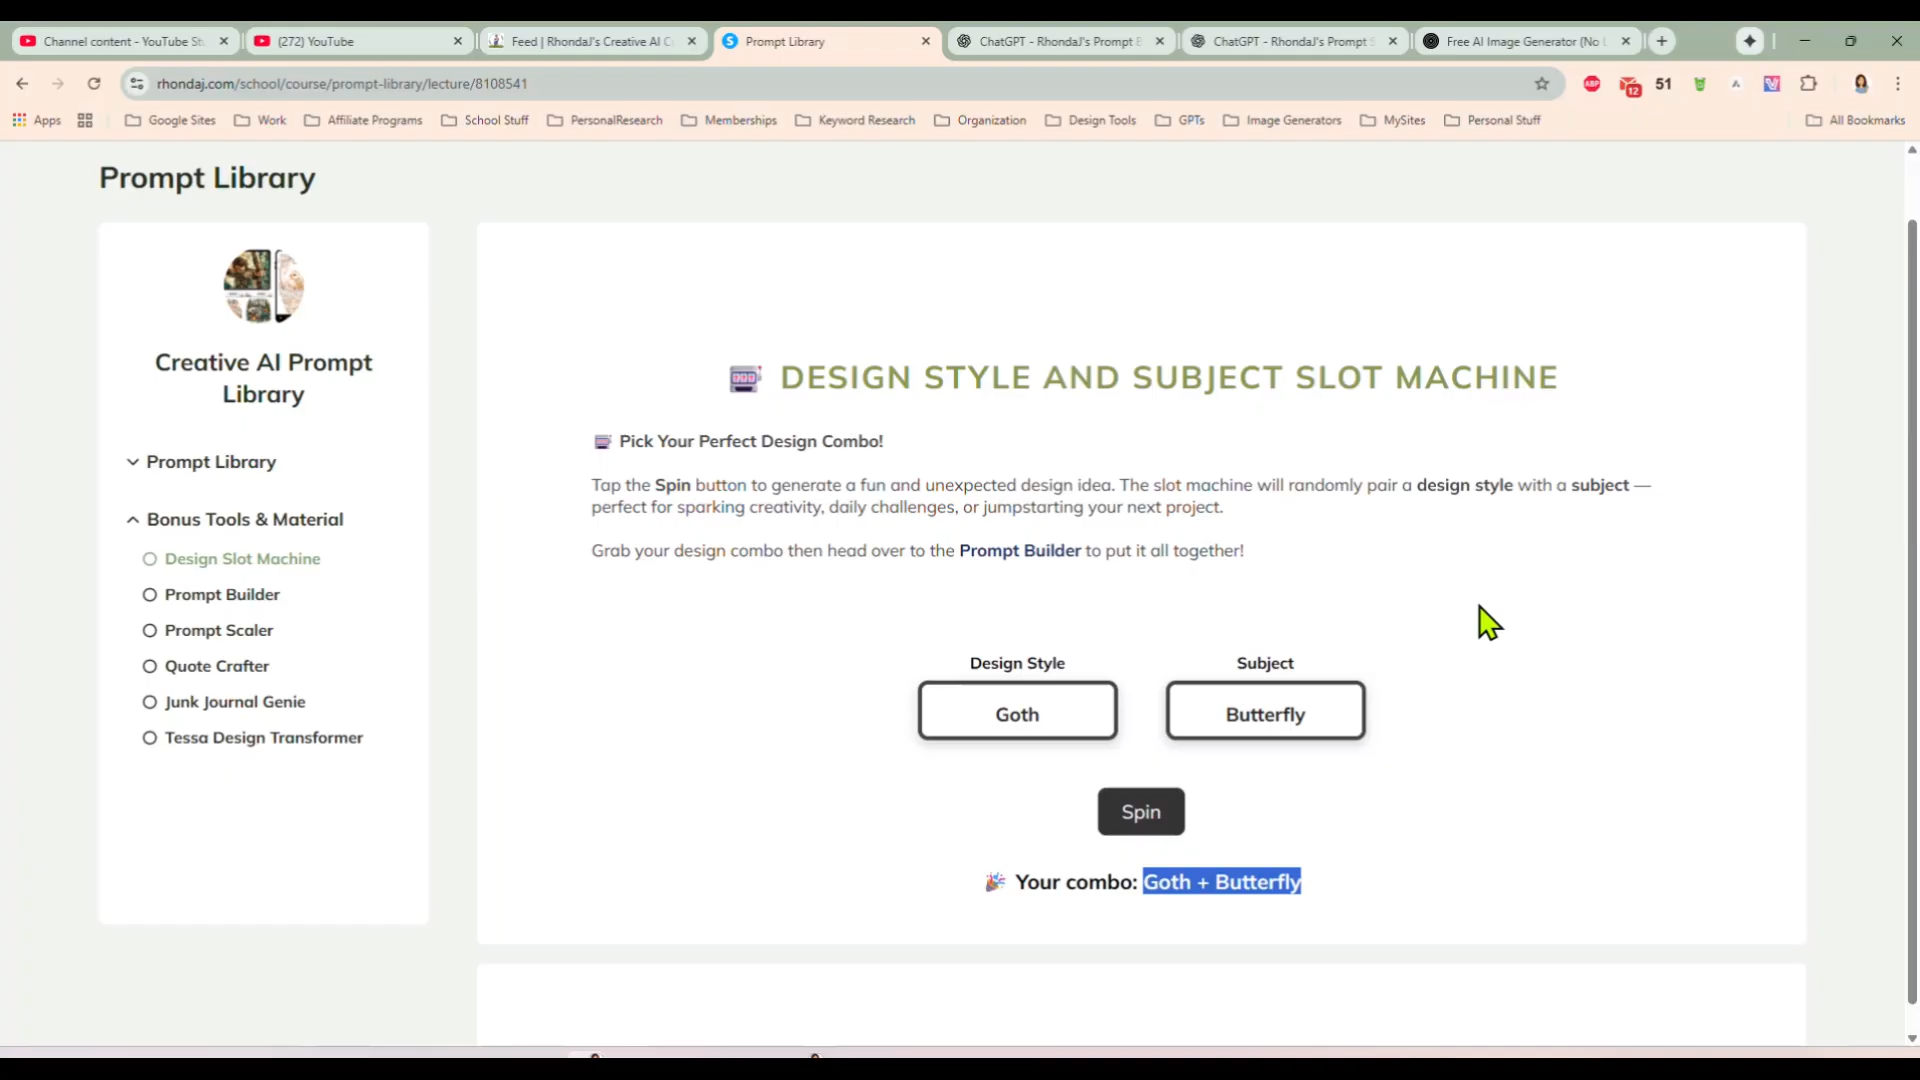 Channel content - YouTube St
(272) YouTube
Feed | RhondaJ's Creative AI C
Prompt Library
ChatGPT - RhondaJ's Prompt B
ChatGPT - RhondaJ's Prompt S
Free AI Image Generator (No L
rhondaj.com/school/course/prompt-library/lecture/8108541
ABP
12
51
Apps
Google Sites
Work
Affiliate Programs
School Stuff
PersonalResearch
Memberships
Keyword Research
Organization
Design Tools
GPTs
Image Generators
MySites
Personal Stuff
All Bookmarks
Prompt Library
Creative AI Prompt
Library
Prompt Library
Bonus Tools & Material
Design Slot Machine
Prompt Builder
Prompt Scaler
Quote Crafter
Junk Journal Genie
Tessa Design Transformer
DESIGN STYLE AND SUBJECT SLOT MACHINE
Pick Your Perfect Design Combo!
Tap the Spin button to generate a fun and unexpected design idea. The slot machine will randomly pair a design style with a subject —
perfect for sparking creativity, daily challenges, or jumpstarting your next project.
Grab your design combo then head over to the Prompt Builder to put it all together!
Design Style
Subject
Goth
Butterfly
Spin
Your combo: Goth + Butterfly